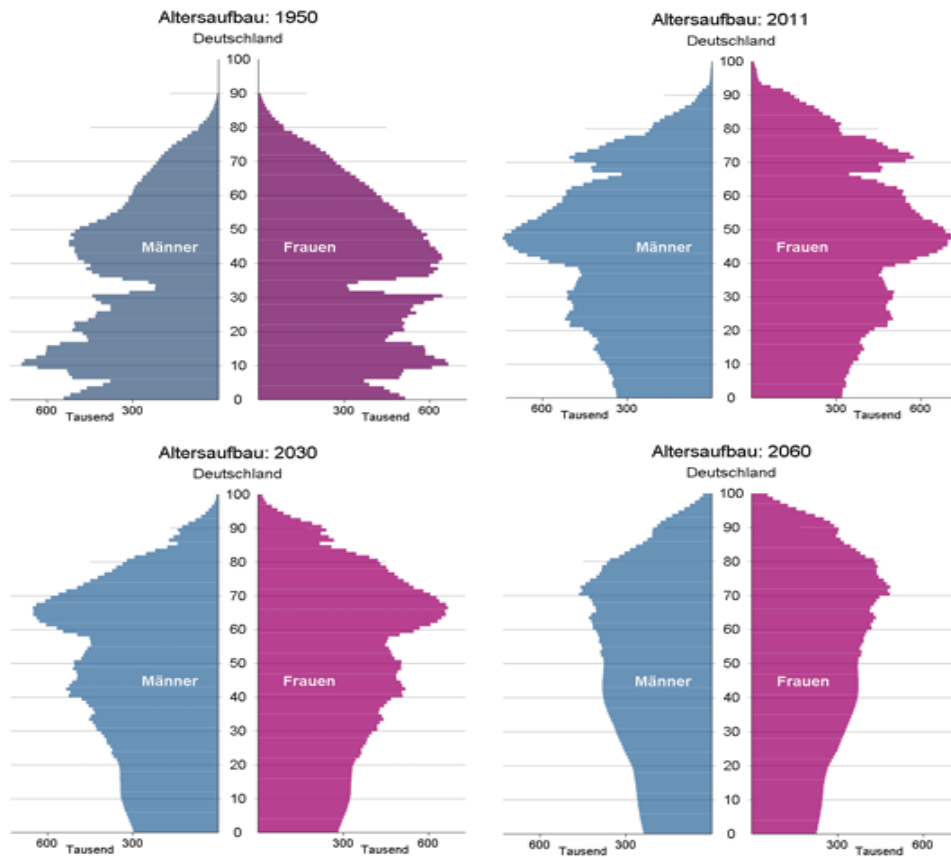 Altersaufbau: 1950
Deutschland
100
90
80
70
60
50
Männer
Frauen
40
30
20
10
0
600
300
Tausend
300
600
Tausend
Altersaufbau: 2011
Deutschland
100
90
80
70
60
50
Männer
Frauen
40
30
20
10
0
600
300
Tausend
300
600
Tausend
Altersaufbau: 2030
Deutschland
100
90
80
70
60
50
Männer
Frauen
40
30
20
10
0
600
300
Tausend
300
600
Tausend
Altersaufbau: 2060
Deutschland
100
90
80
70
60
50
Männer
Frauen
40
30
20
10
0
600
300
Tausend
300
600
Tausend